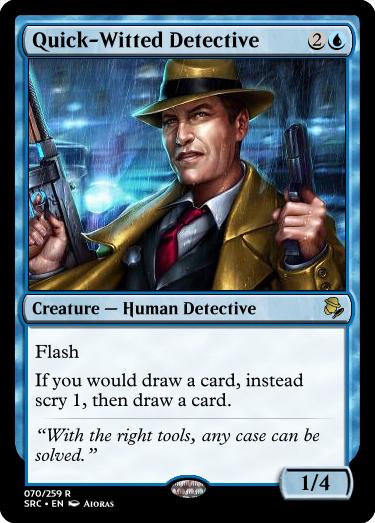 Quick-Witted Detective 2
Creature — Human Detective
Flash
If you would draw a card, instead
scry 1, then draw a card.
“With the right tools, any case can be
solved.”
1/4
070/259 R
SRC • EN Aioras